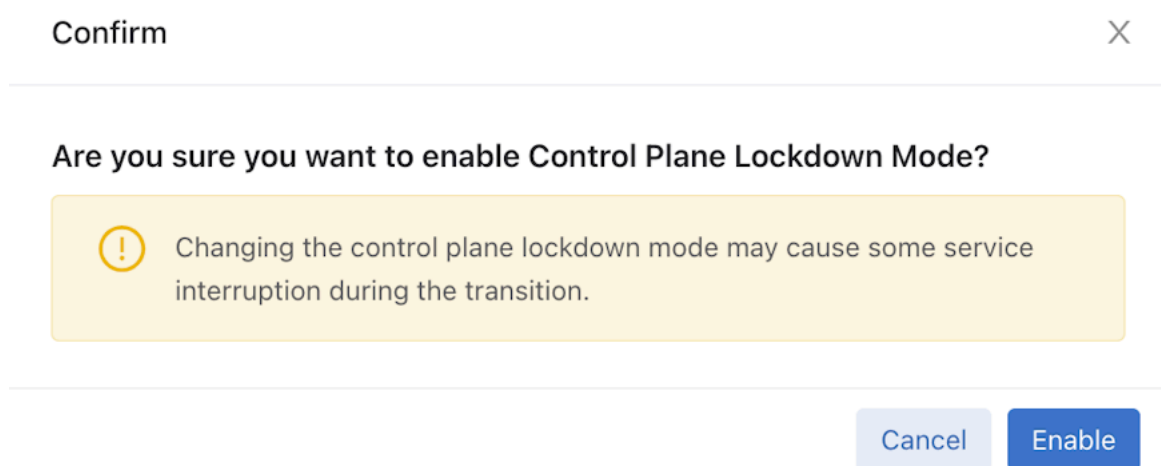 Confirm
Are you sure you want to enable Control Plane Lockdown Mode?
Changing the control plane lockdown mode may cause some service
interruption during the transition.
Cancel
Enable